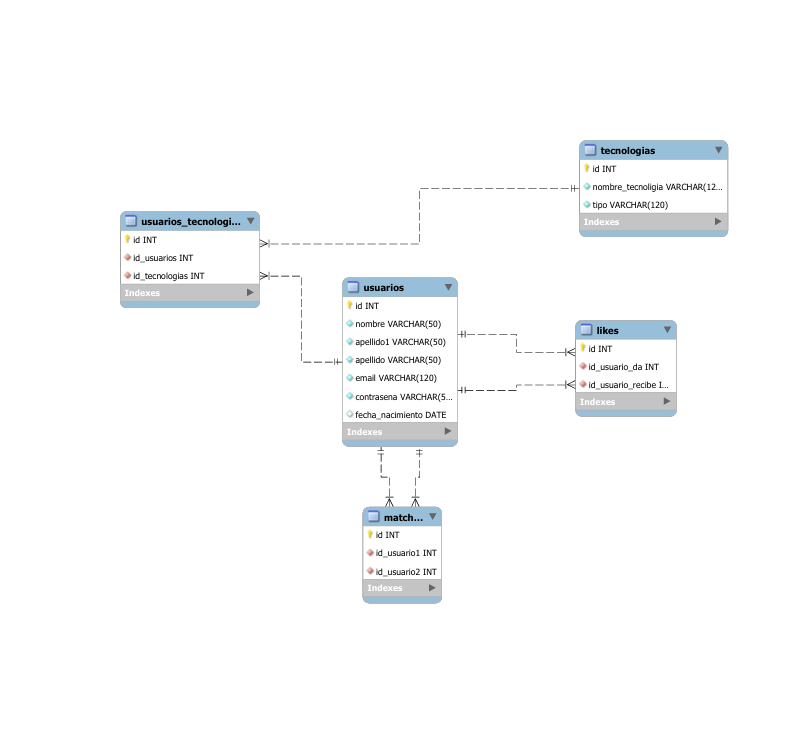 tecnologias
id INT
nombre_tecnoligia VARCHAR(12...
tipo VARCHAR(120)
Indexes
usuarios_tecnologi...
id INT
id_usuarios INT
id_tecnologias INT
Indexes
usuarios
id INT
nombre VARCHAR(50)
apellido1 VARCHAR(50)
apellido VARCHAR(50)
email VARCHAR(120)
contrasena VARCHAR(5...
fecha_nacimiento DATE
Indexes
likes
id INT
id_usuario_da INT
id_usuario_recibe I...
Indexes
match...
id INT
id_usuario1 INT
id_usuario2 INT
Indexes